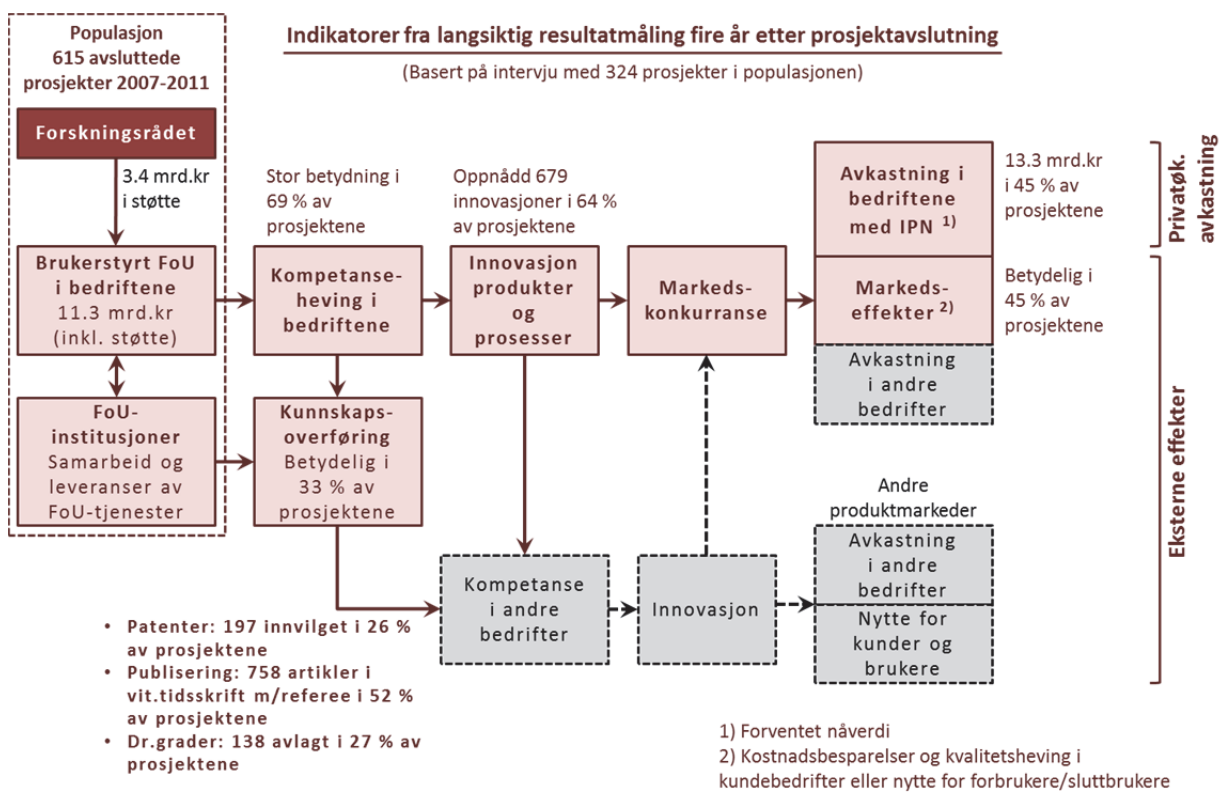 Populasjon
615 avsluttede
prosjekter 2007-2011
Indikatorer fra langsiktig resultatmåling fire år etter prosjektavslutning
(Basert på intervju med 324 prosjekter i populasjonen)
Forskningsrådet
3.4 mrd.kr
i støtte
Stor betydning i
69 % av
prosjektene
Oppnådd 679
innovasjoner i 64 %
av prosjektene
Avkastning i
bedriftene
med IPN 1)
13.3 mrd.kr
i 45 % av
prosjektene
Privatøk.
avkastning
Brukerstyrt FoU
i bedriftene
11.3 mrd.kr
(inkl. støtte)
Kompetanse-
heving i
bedriftene
Innovasjon
produkter
og
prosesser
Markeds-
konkurranse
Markeds-
effekter 2)
Betydelig i
45 % av
prosjektene
Avkastning
i andre
bedrifter
FoU-
institusjoner
Samarbeid og
leveranser av
FoU-tjenester
Kunnskaps-
overføring
Betydelig i
33 % av
prosjektene
Eksterne effekter
Andre
produktmarkeder
Kompetanse
i andre
bedrifter
Innovasjon
Avkastning
i andre
bedrifter
Nytte for
kunder og
brukere
• Patenter: 197 innvilget i 26 %
av prosjektene
• Publisering: 758 artikler i
vit.tidsskrift m/referee i 52 %
av prosjektene
• Dr.grader: 138 avlagt i 27 % av
prosjektene
1) Forventet nåverdi
2) Kostnadsbesparelser og kvalitetsheving i
kundebedrifter eller nytte for forbrukere/sluttbrukere